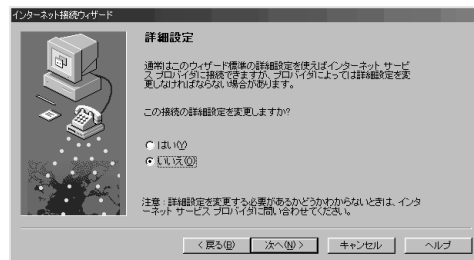 インターネット接続ウィザード
詳細設定
通常はこのウィザード標準の詳細設定を使えばインターネット サービ
ス プロバイダに接続できますが、プロバイダによっては詳細設定を変
更しなければならない場合があります。
この接続の詳細設定を変更しますか?
はい(Y)
いいえ(O)
注意 : 詳細設定を変更する必要があるかどうかわからないときは、インタ
ーネット サービス プロバイダに問い合わせてください。
< 戻る(B) 次へ(N) > キャンセル ヘルプ